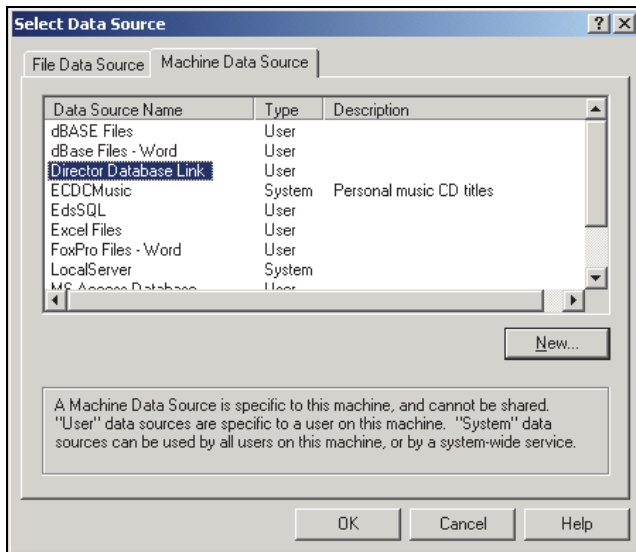 Select Data Source
File Data Source Machine Data Source
Data Source Name Type Description
dBASE Files User
dBase Files - Word User
Director Database Link User
ECDCMusic System Personal music CD titles
EdsSQL User
Excel Files User
FoxPro Files - Word User
LocalServer System
MS Access Database User
New...
A Machine Data Source is specific to this machine, and cannot be shared.
"User" data sources are specific to a user on this machine. "System" data
sources can be used by all users on this machine, or by a system-wide service.
OK Cancel Help